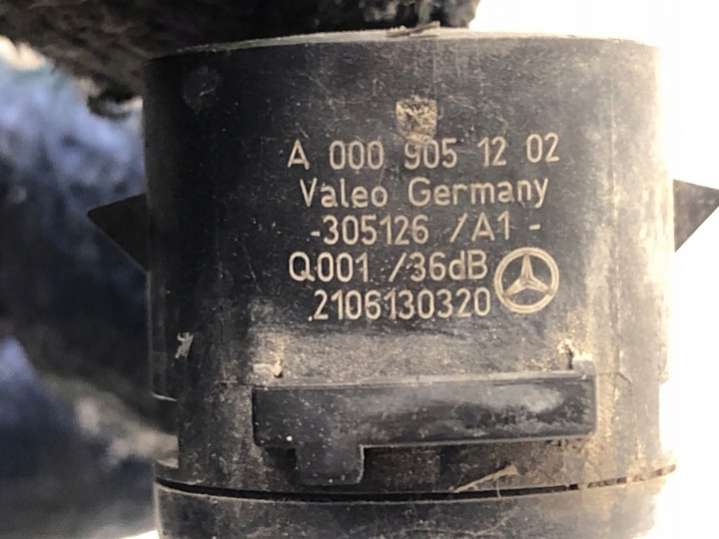 A 000 905 12 02
Valeo Germany
-305126 /A1 -
Q001 /36dB
.2106130320